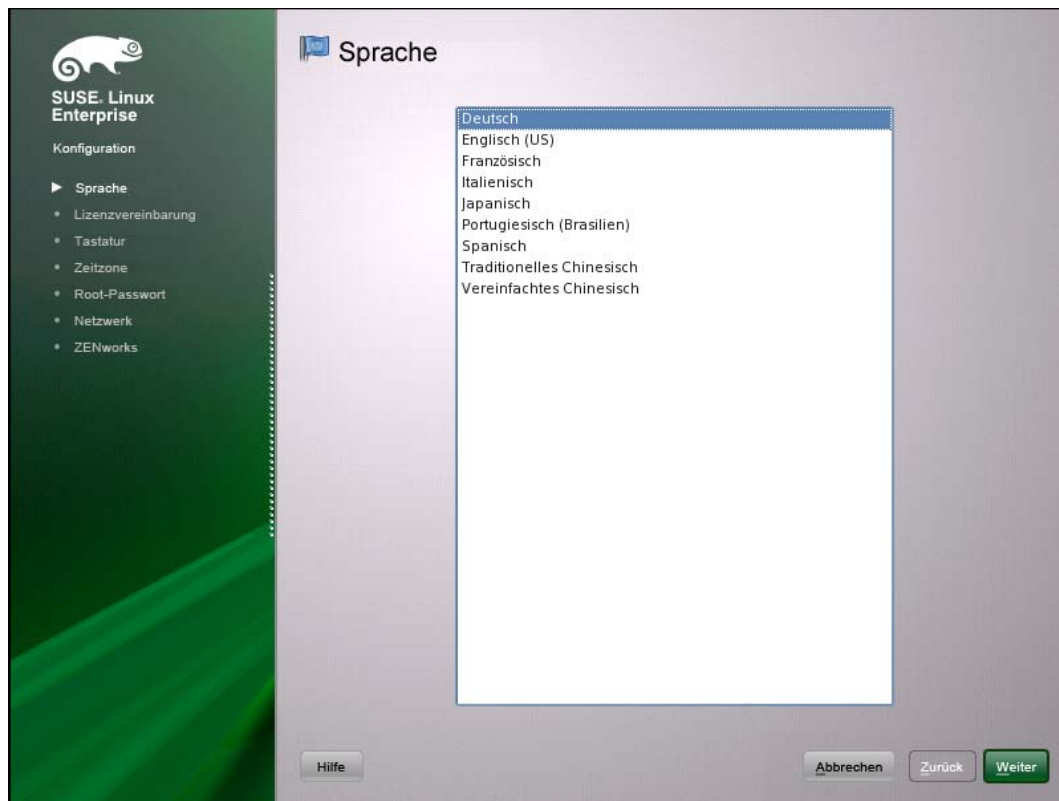 SUSE. Linux
Enterprise
Konfiguration
Sprache
Lizenzvereinbarung
Tastatur
Zeitzone
Root-Passwort
Netzwerk
ZENworks
Sprache
Deutsch
Englisch (US)
Französisch
Italienisch
Japanisch
Portugiesisch (Brasilien)
Spanisch
Traditionelles Chinesisch
Vereinfachtes Chinesisch
Hilfe
Abbrechen
Zurück
Weiter